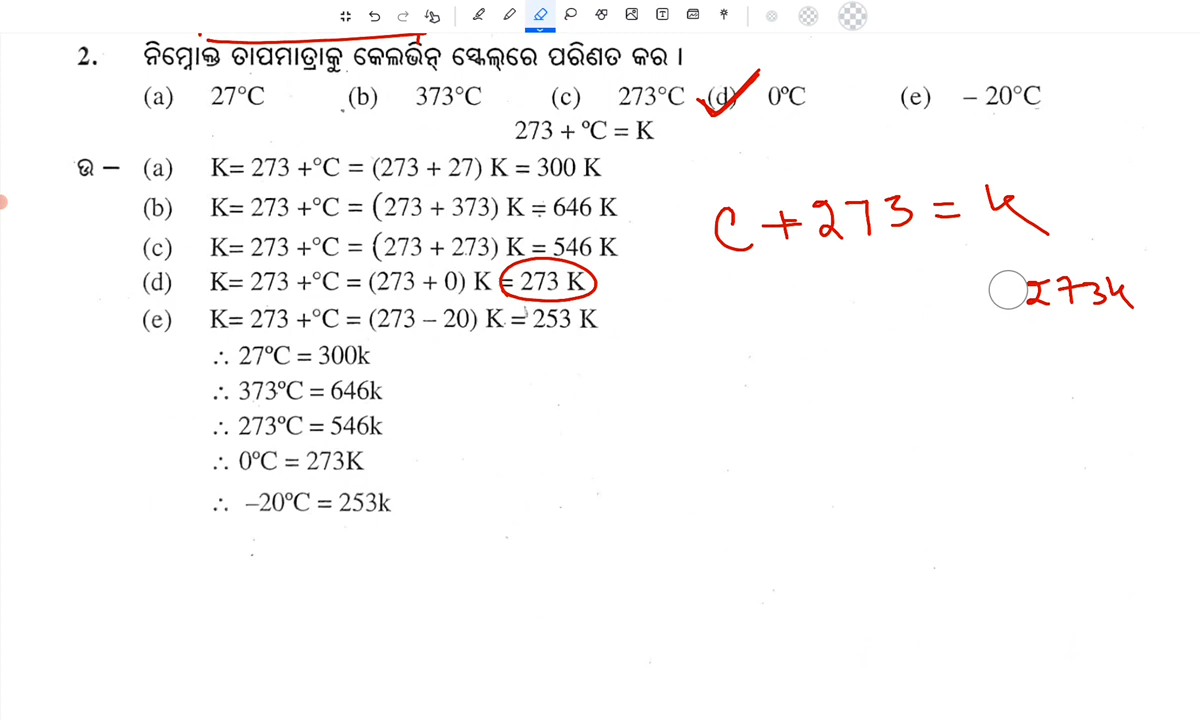 2. ନିମ୍ନୋକ୍ତ ତାପମାତ୍ରାକୁ କେଲଭିନ୍ ସ୍କେଲ୍‌ରେ ପରିଣତ କର ।
(a) 27°C (b) 373°C (c) 273°C (d) 0°C (e) – 20°C
273 + °C = K
ଉ – (a) K= 273 +°C = (273 + 27) K = 300 K
(b) K= 273 +°C = (273 + 373) K = 646 K
(c) K= 273 +°C = (273 + 273) K = 546 K
(d) K= 273 +°C = (273 + 0) K = 273 K
(e) K= 273 +°C = (273 – 20) K = 253 K
∴ 27°C = 300k
∴ 373°C = 646k
∴ 273°C = 546k
∴ 0°C = 273K
∴ –20°C = 253k
C + 273 = K
273k